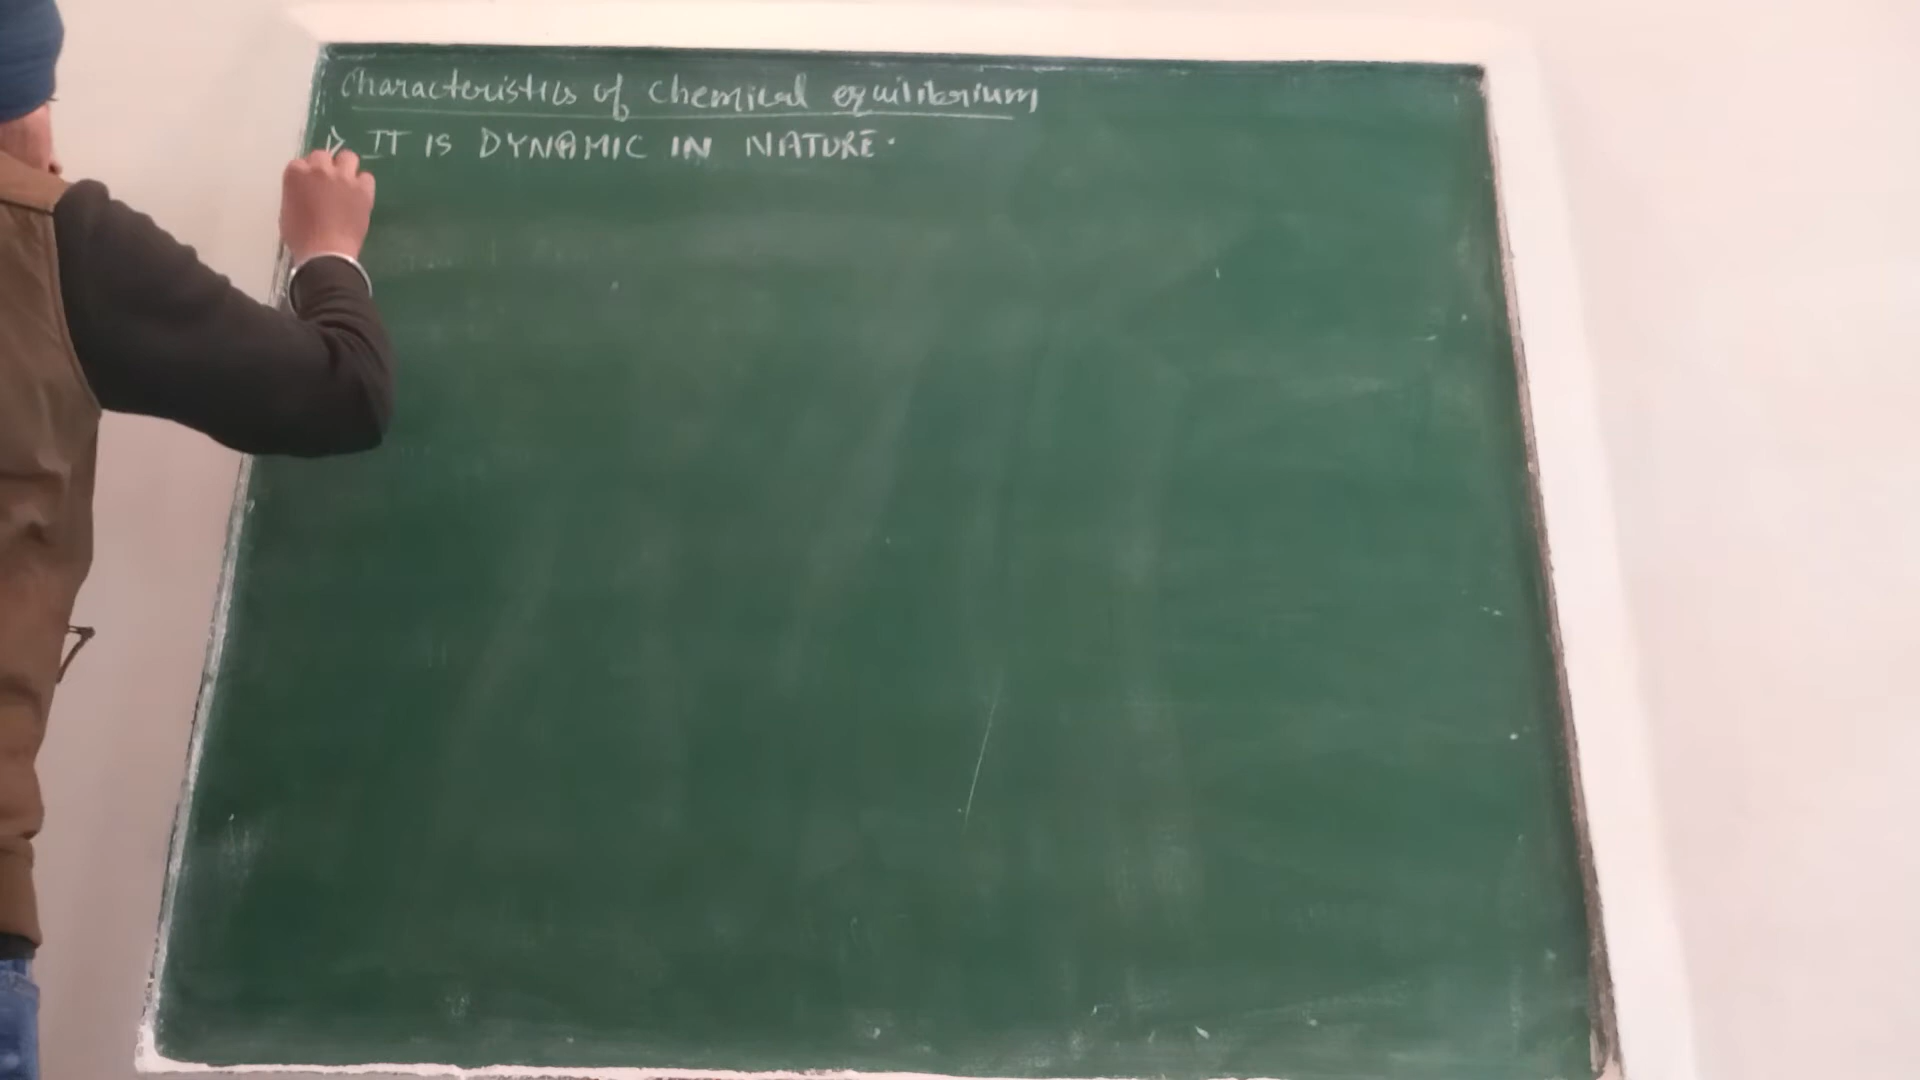 Characteristics of chemical equilibrium
1) IT IS DYNAMIC IN NATURE.